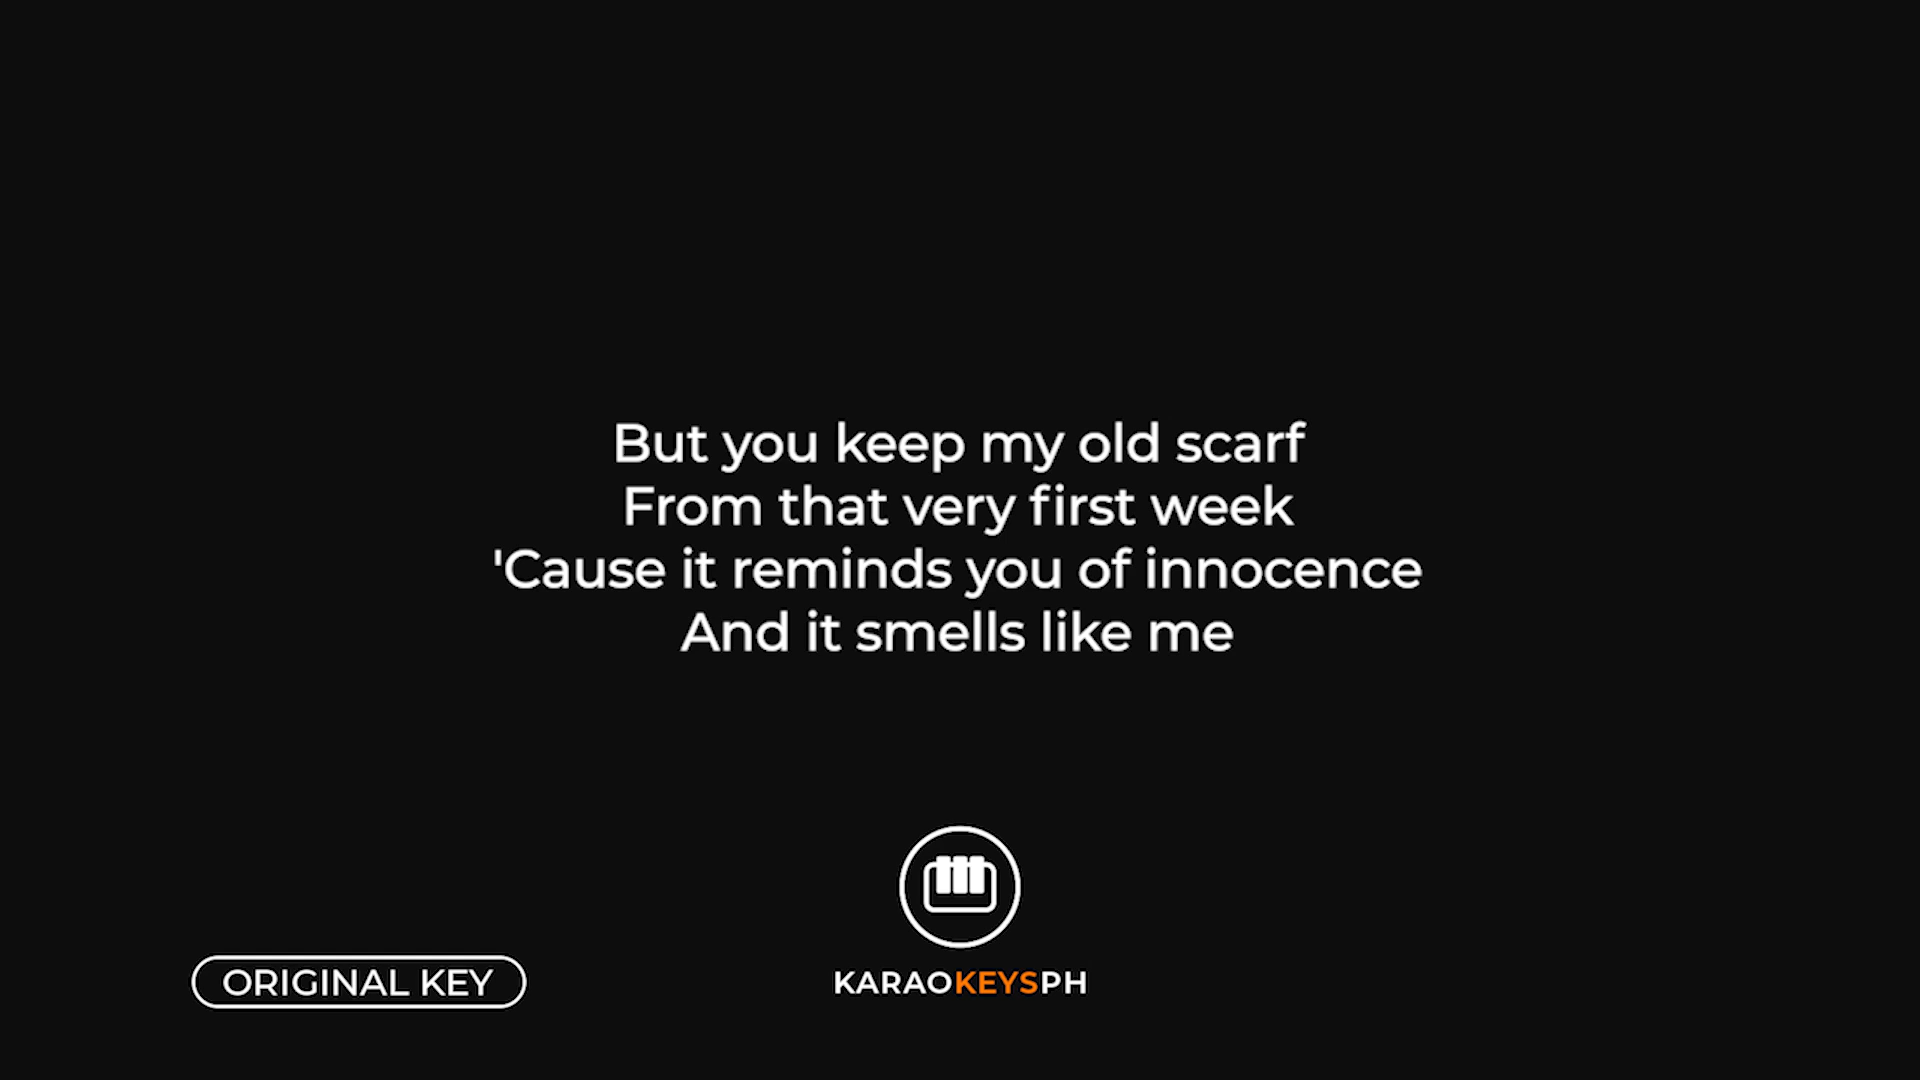 But you keep my old scarf
From that very first week
'Cause it reminds you of innocence
And it smells like me
ORIGINAL KEY
KARAOKEYSPH